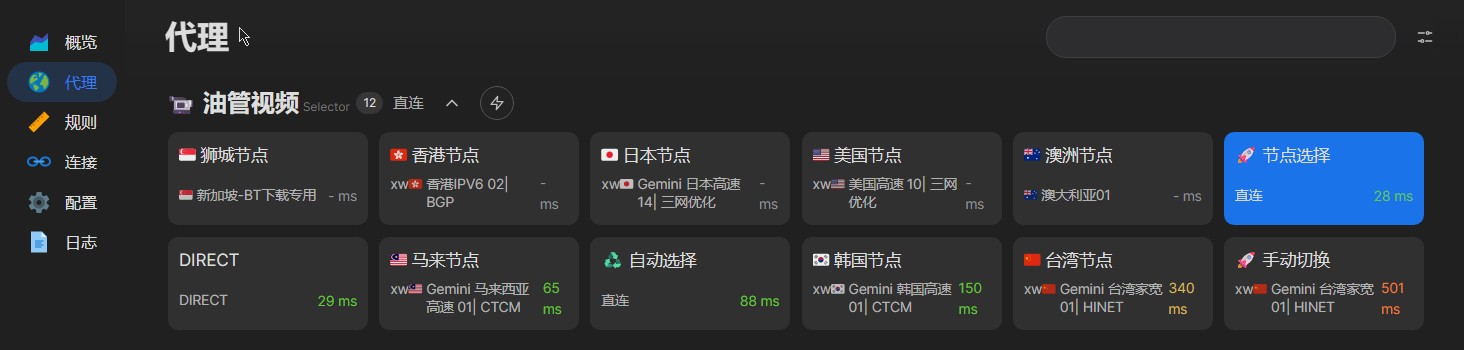 概览
代理
规则
连接
配置
日志
代理
油管视频 Selector 12 直连
狮城节点
新加坡-BT下载专用 - ms
香港节点
xw 香港IPV6 02| - 
BGP ms
日本节点
xw Gemini 日本高速 -
14| 三网优化 ms
美国节点
xw 美国高速 10| 三网 -
优化 ms
澳洲节点
澳大利亚01 - ms
节点选择
直连 28 ms
DIRECT
DIRECT 29 ms
马来节点
xw Gemini 马来西亚 65
高速 01| CTCM ms
自动选择
直连 88 ms
韩国节点
xw Gemini 韩国高速 150
01| CTCM ms
台湾节点
xw Gemini 台湾家宽 340
01| HINET ms
手动切换
xw Gemini 台湾家宽 501
01| HINET ms